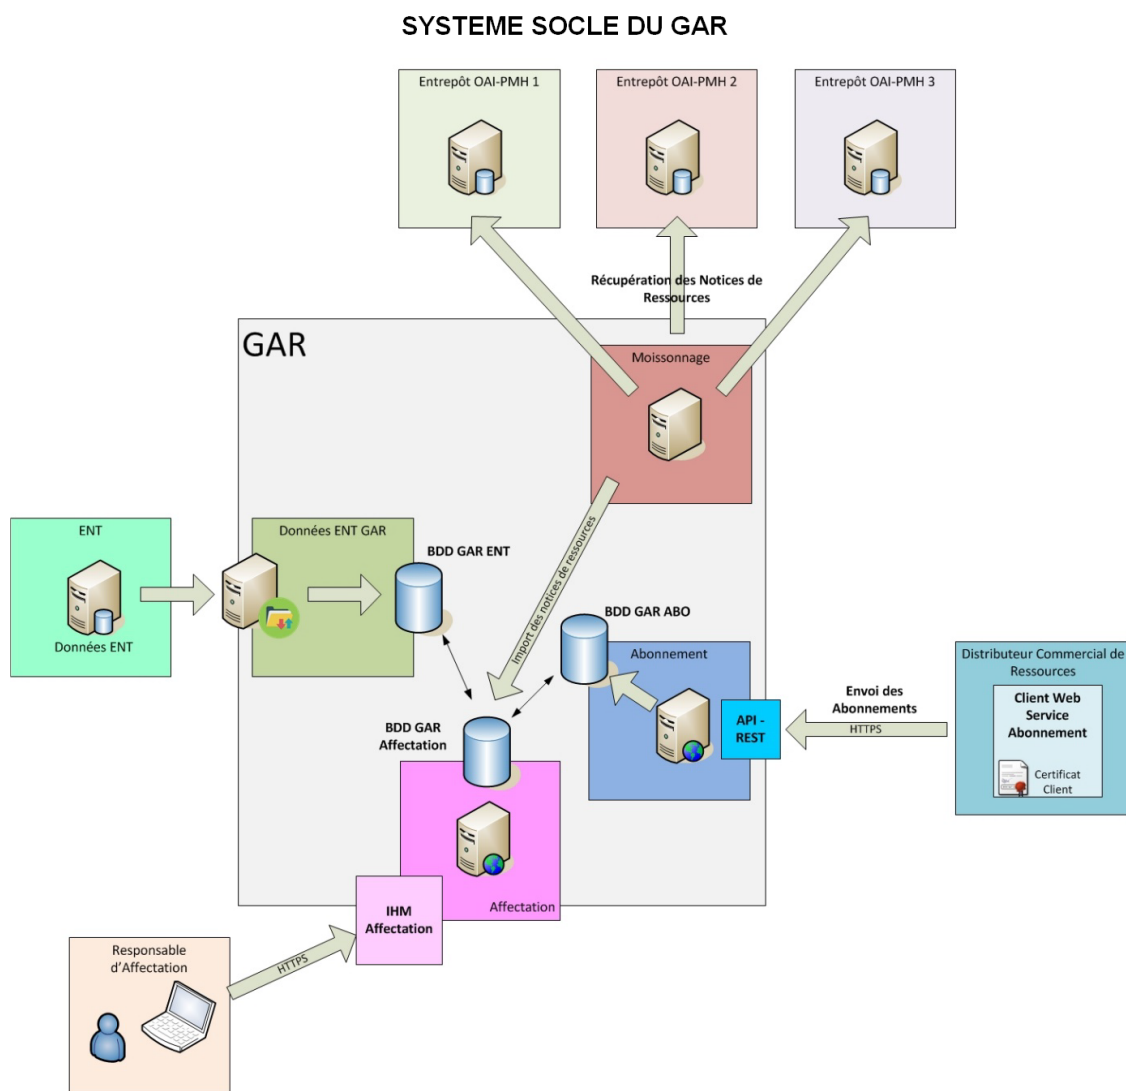 SYSTEME SOCLE DU GAR
Entrepôt OAI-PMH 1
Entrepôt OAI-PMH 2
Entrepôt OAI-PMH 3
Récupération des Notices de
Ressources
GAR
Moissonnage
Import des notices de ressources
ENT
Données ENT
Données ENT GAR
BDD GAR ENT
BDD GAR ABO
Abonnement
API -
REST
Envoi des
Abonnements
HTTPS
Distributeur Commercial de
Ressources
Client Web
Service
Abonnement
Certificat
Client
BDD GAR
Affectation
Affectation
IHM
Affectation
HTTPS
Responsable
d'Affectation